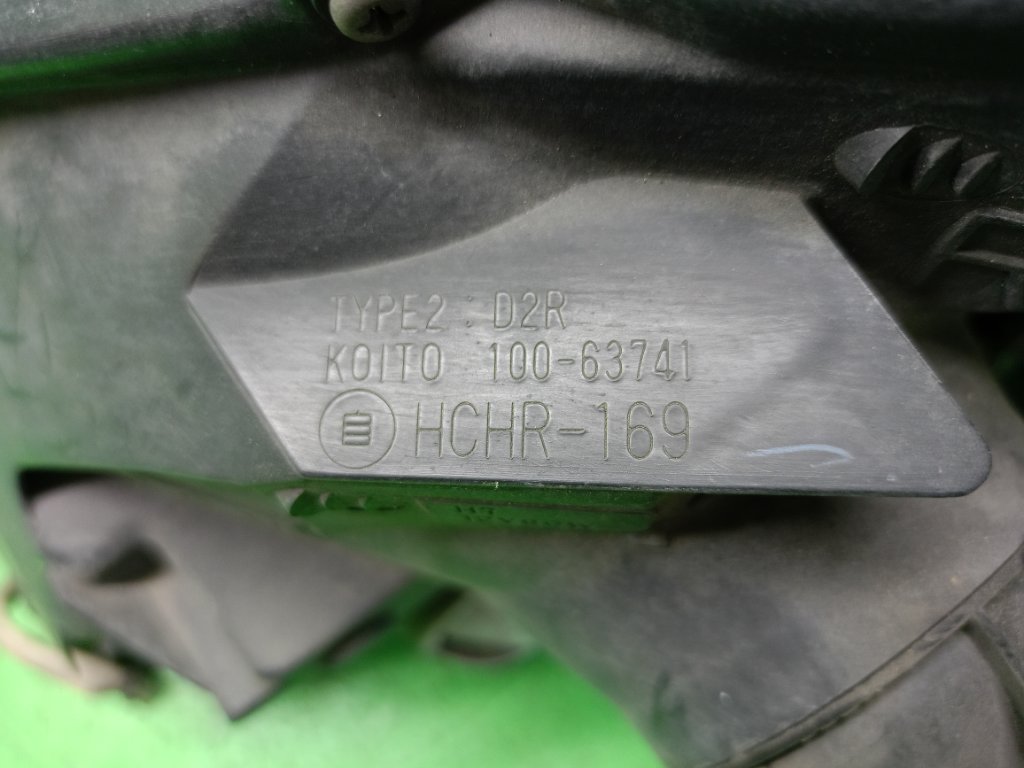 TYPE2 D2R
KOITO 100-63741
HCHR-169